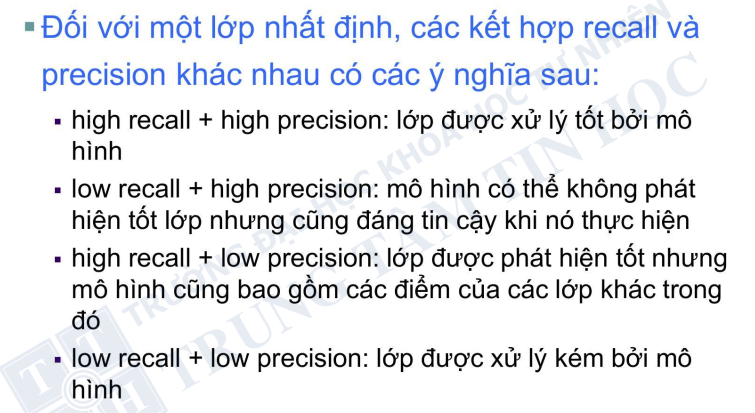 Đối với một lớp nhất định, các kết hợp recall và
precision khác nhau có các ý nghĩa sau:
high recall + high precision: lớp được xử lý tốt bởi mô
hình
low recall + high precision: mô hình có thể không phát
hiện tốt lớp nhưng cũng đáng tin cậy khi nó thực hiện
high recall + low precision: lớp được phát hiện tốt nhưng
mô hình cũng bao gồm các điểm của các lớp khác trong
đó
low recall + low precision: lớp được xử lý kém bởi mô
hình
TRƯỜNG ĐẠI HỌC KHOA HỌC TỰ NHIÊN
TRUNG TÂM TIN HỌC